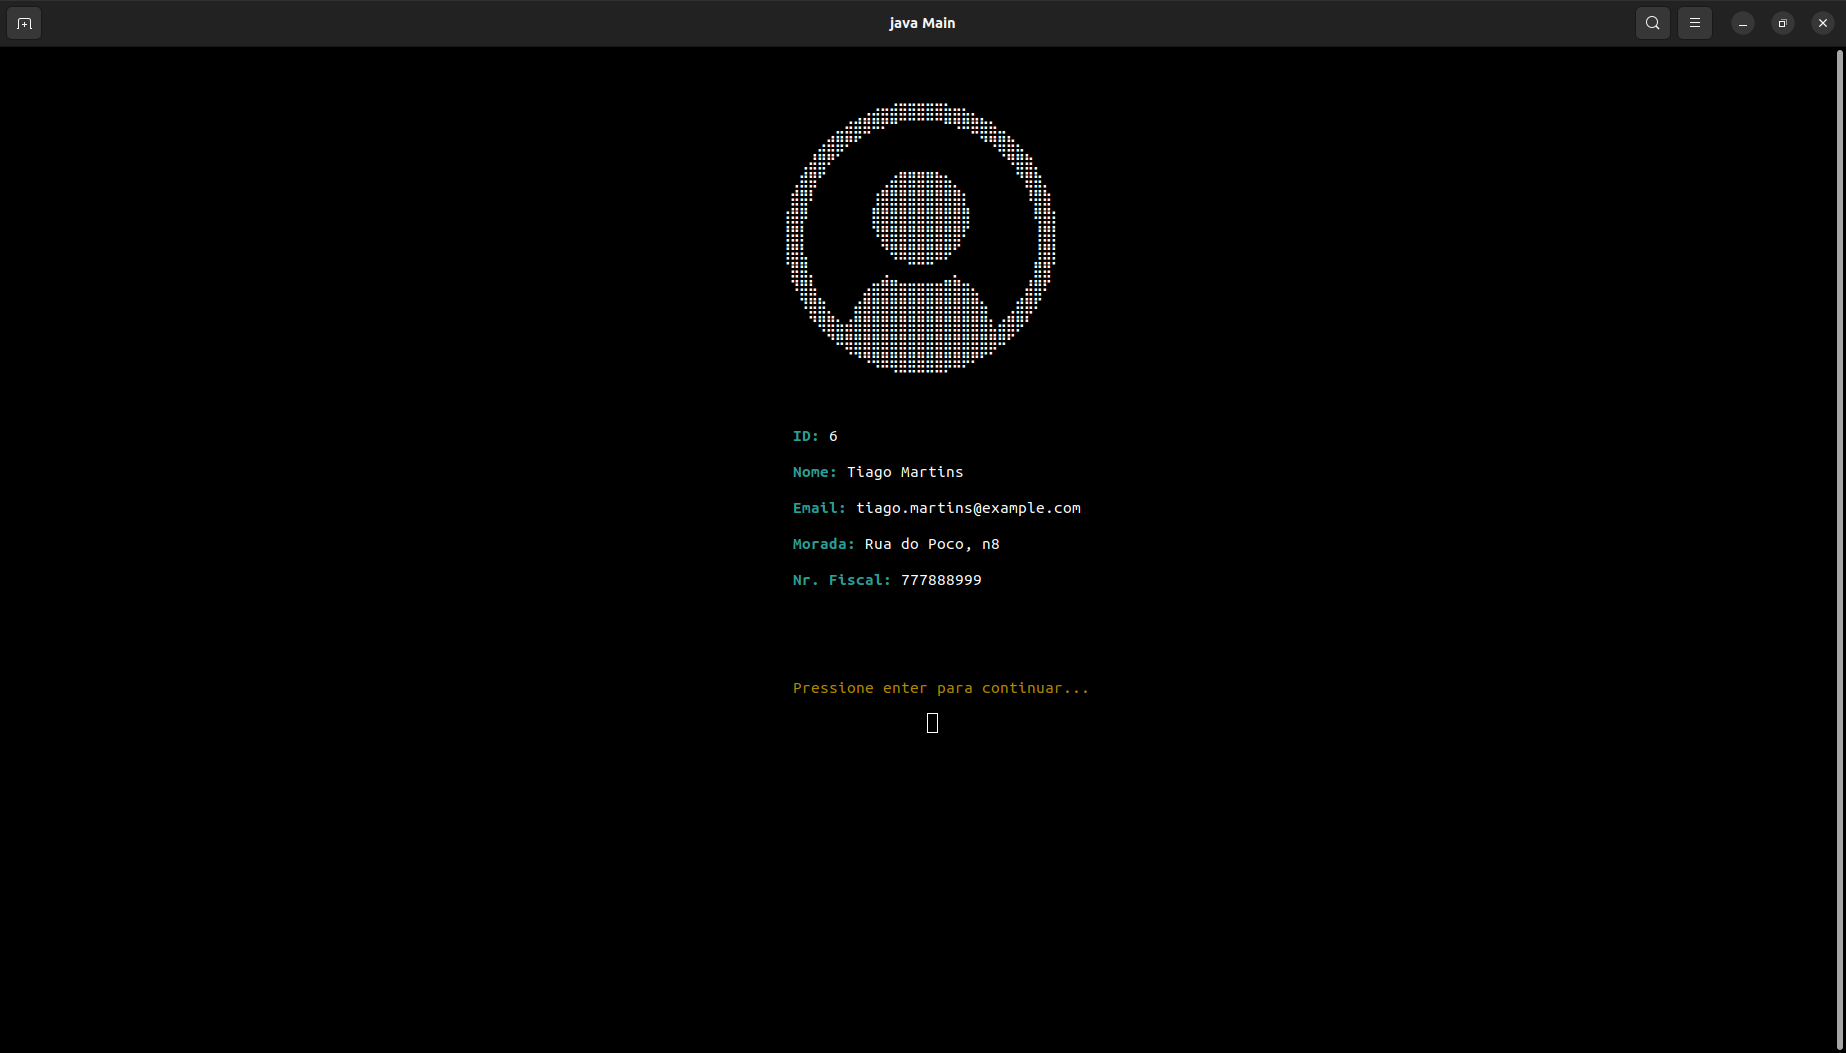 java Main
ID: 6
Nome: Tiago Martins
Email: tiago.martins@example.com
Morada: Rua do Poco, n8
Nr. Fiscal: 777888999
Pressione enter para continuar...